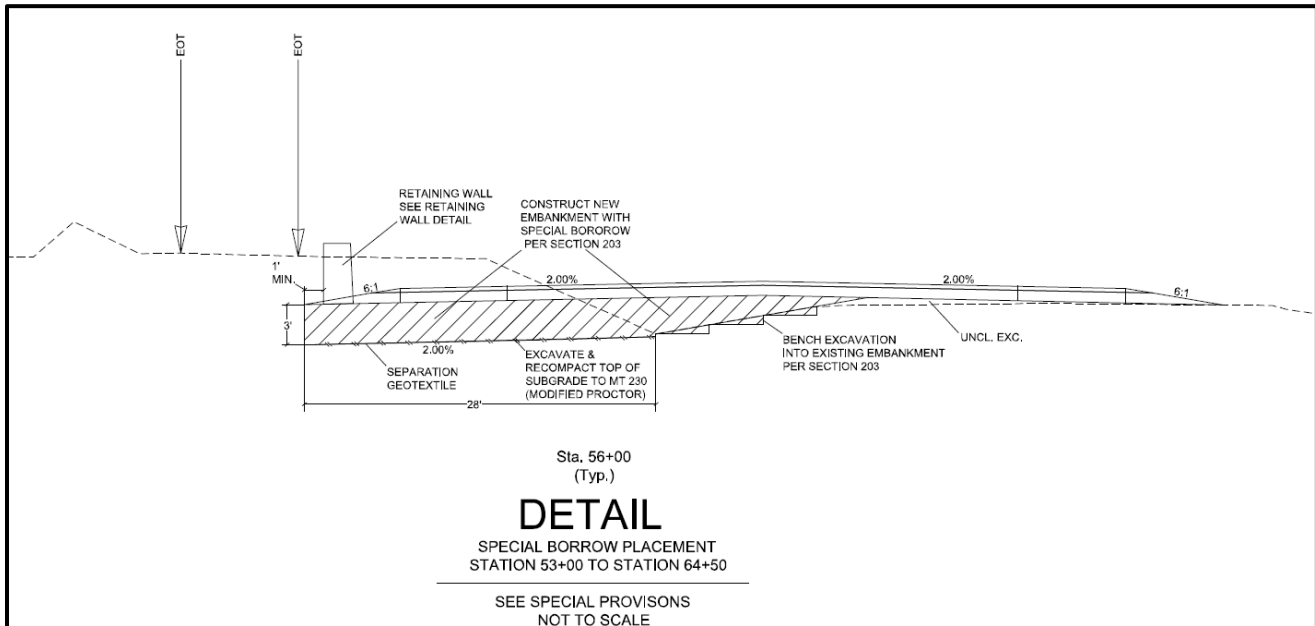 EOT
EOT
RETAINING WALL
SEE RETAINING
WALL DETAIL
CONSTRUCT NEW
EMBANKMENT WITH
SPECIAL BOROROW
PER SECTION 203
1'
MIN.
6:1
2.00%
2.00%
6:1
3'
2.00%
SEPARATION
GEOTEXTILE
EXCAVATE &
RECOMPACT TOP OF
SUBGRADE TO MT 230
(MODIFIED PROCTOR)
BENCH EXCAVATION
INTO EXISTING EMBANKMENT
PER SECTION 203
UNCL. EXC.
28'
Sta. 56+00
(Typ.)
DETAIL
SPECIAL BORROW PLACEMENT
STATION 53+00 TO STATION 64+50
SEE SPECIAL PROVISONS
NOT TO SCALE